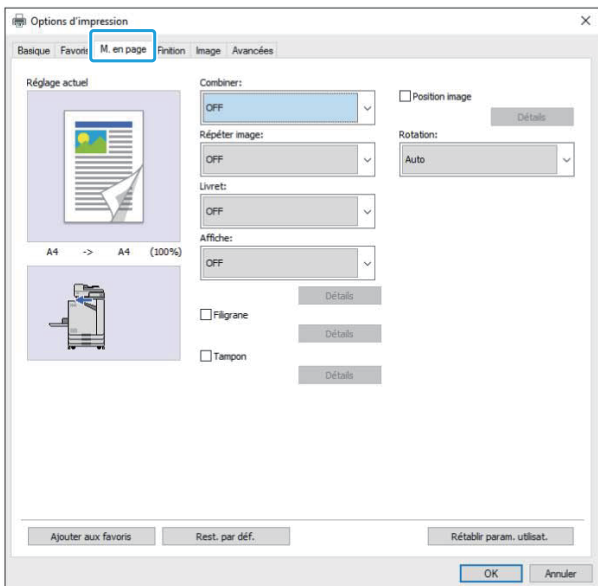 Options d'impression
Basique Favoris M. en page Finition Image Avancées
Réglage actuel
A4 -> A4 (100%)
Combiner:
OFF
Répéter image:
OFF
Livret:
OFF
Affiche:
OFF
Détails
Filigrane
Détails
Tampon
Détails
Position image
Détails
Rotation:
Auto
Ajouter aux favoris Rest. par déf. Rétablir param. utilisat.
OK Annuler